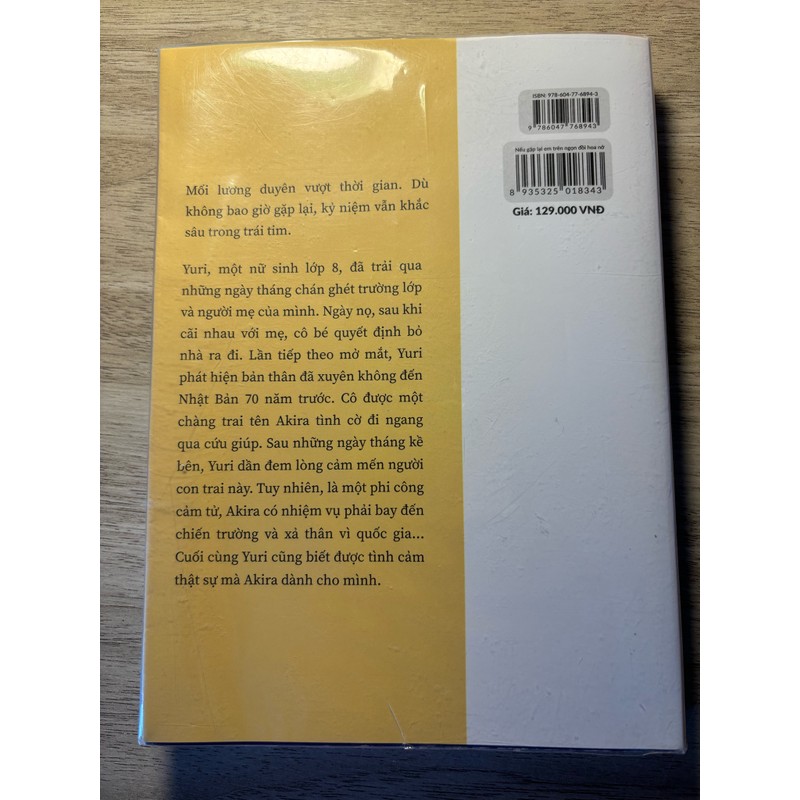 ISBN: 978-604-77-6894-3
9 786047 768943
Nếu gặp lại em trên ngọn đồi hoa nở
8 935325 018343
Giá: 129.000 VNĐ
Mối lương duyên vượt thời gian. Dù
không bao giờ gặp lại, kỷ niệm vẫn khắc
sâu trong trái tim.
Yuri, một nữ sinh lớp 8, đã trải qua
những ngày tháng chán ghét trường lớp
và người mẹ của mình. Ngày nọ, sau khi
cãi nhau với mẹ, cô bé quyết định bỏ
nhà ra đi. Lần tiếp theo mở mắt, Yuri
phát hiện bản thân đã xuyên không đến
Nhật Bản 70 năm trước. Cô được một
chàng trai tên Akira tình cờ đi ngang
qua cứu giúp. Sau những ngày tháng kề
bên, Yuri dần đem lòng cảm mến người
con trai này. Tuy nhiên, là một phi công
cảm tử, Akira có nhiệm vụ phải bay đến
chiến trường và xả thân vì quốc gia...
Cuối cùng Yuri cũng biết được tình cảm
thật sự mà Akira dành cho mình.